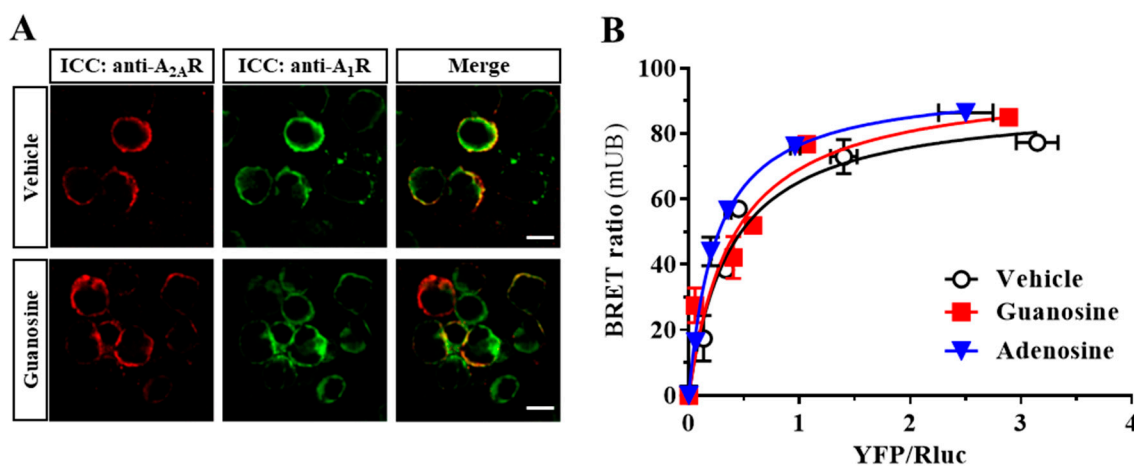 A
ICC: anti-A₂ₐR
ICC: anti-A₁R
Merge
Vehicle
Guanosine
B
BRET ratio (mUB)
100
80
60
40
20
0
0
1
2
3
4
YFP/Rluc
Vehicle
Guanosine
Adenosine